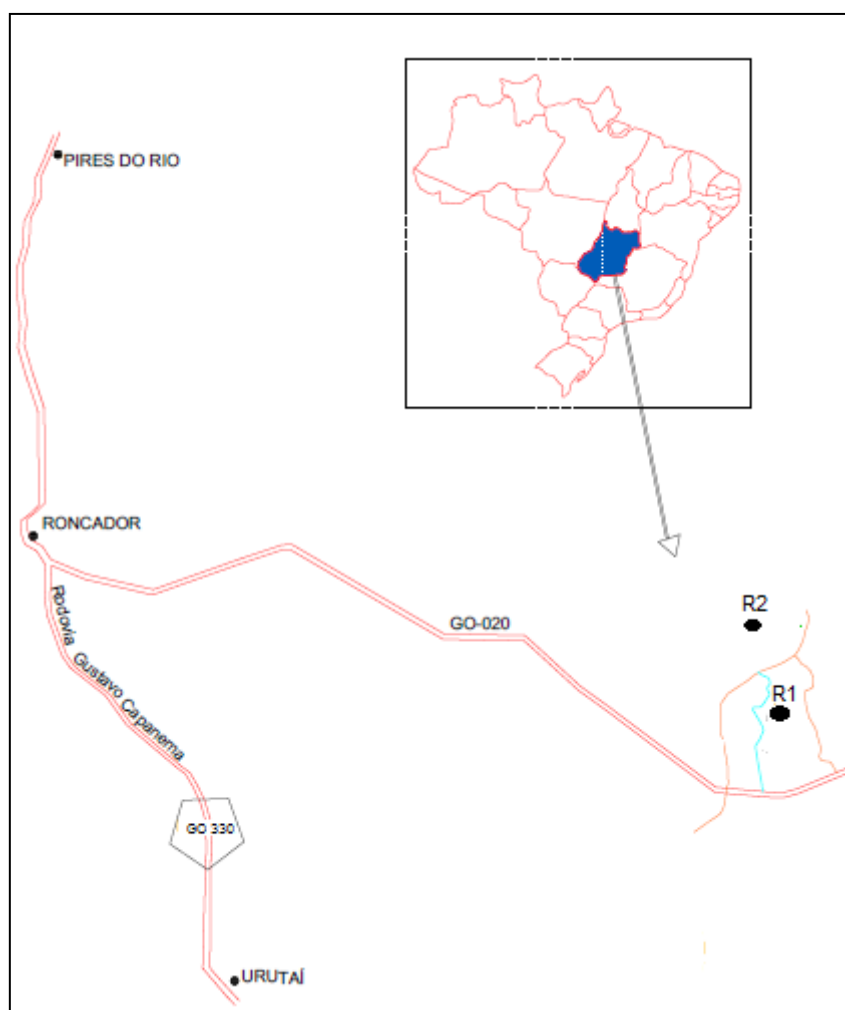 PIRES DO RIO
RONCADOR
Rodovia Gustavo Capanema
GO-020
R2
R1
GO 330
URUTAÍ